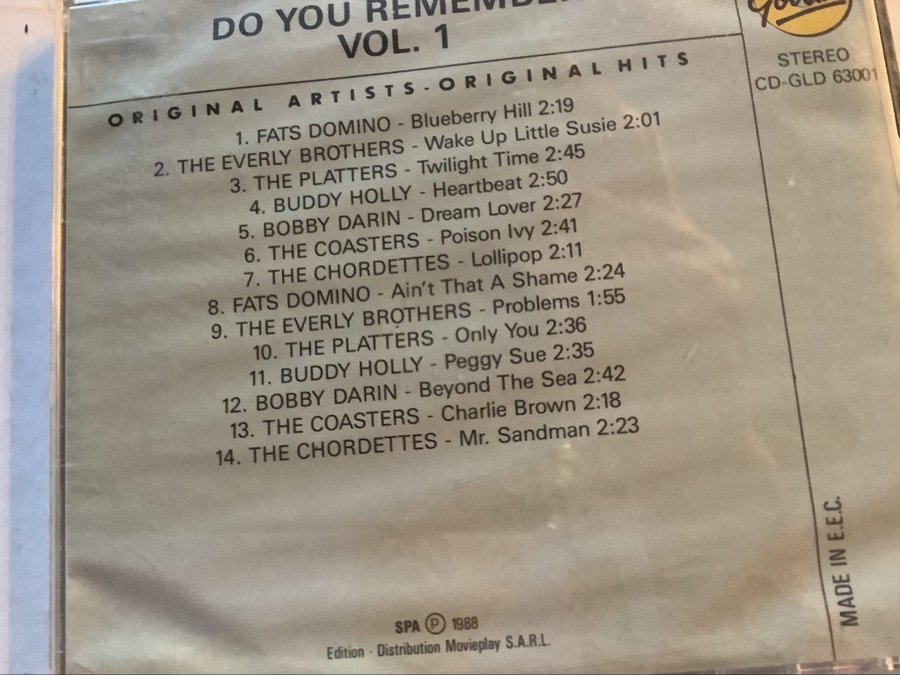 DO YOU REMEMBER
VOL. 1
STEREO
CD-GLD 63001
ORIGINAL ARTISTS - ORIGINAL HITS
1. FATS DOMINO - Blueberry Hill 2:19
2. THE EVERLY BROTHERS - Wake Up Little Susie 2:01
3. THE PLATTERS - Twilight Time 2:45
4. BUDDY HOLLY - Heartbeat 2:50
5. BOBBY DARIN - Dream Lover 2:27
6. THE COASTERS - Poison Ivy 2:41
7. THE CHORDETTES - Lollipop 2:11
8. FATS DOMINO - Ain't That A Shame 2:24
9. THE EVERLY BROTHERS - Problems 1:55
10. THE PLATTERS - Only You 2:36
11. BUDDY HOLLY - Peggy Sue 2:35
12. BOBBY DARIN - Beyond The Sea 2:42
13. THE COASTERS - Charlie Brown 2:18
14. THE CHORDETTES - Mr. Sandman 2:23
MADE IN E.E.C.
SPA Ⓟ 1988
Edition · Distribution Movieplay S.A.R.L.